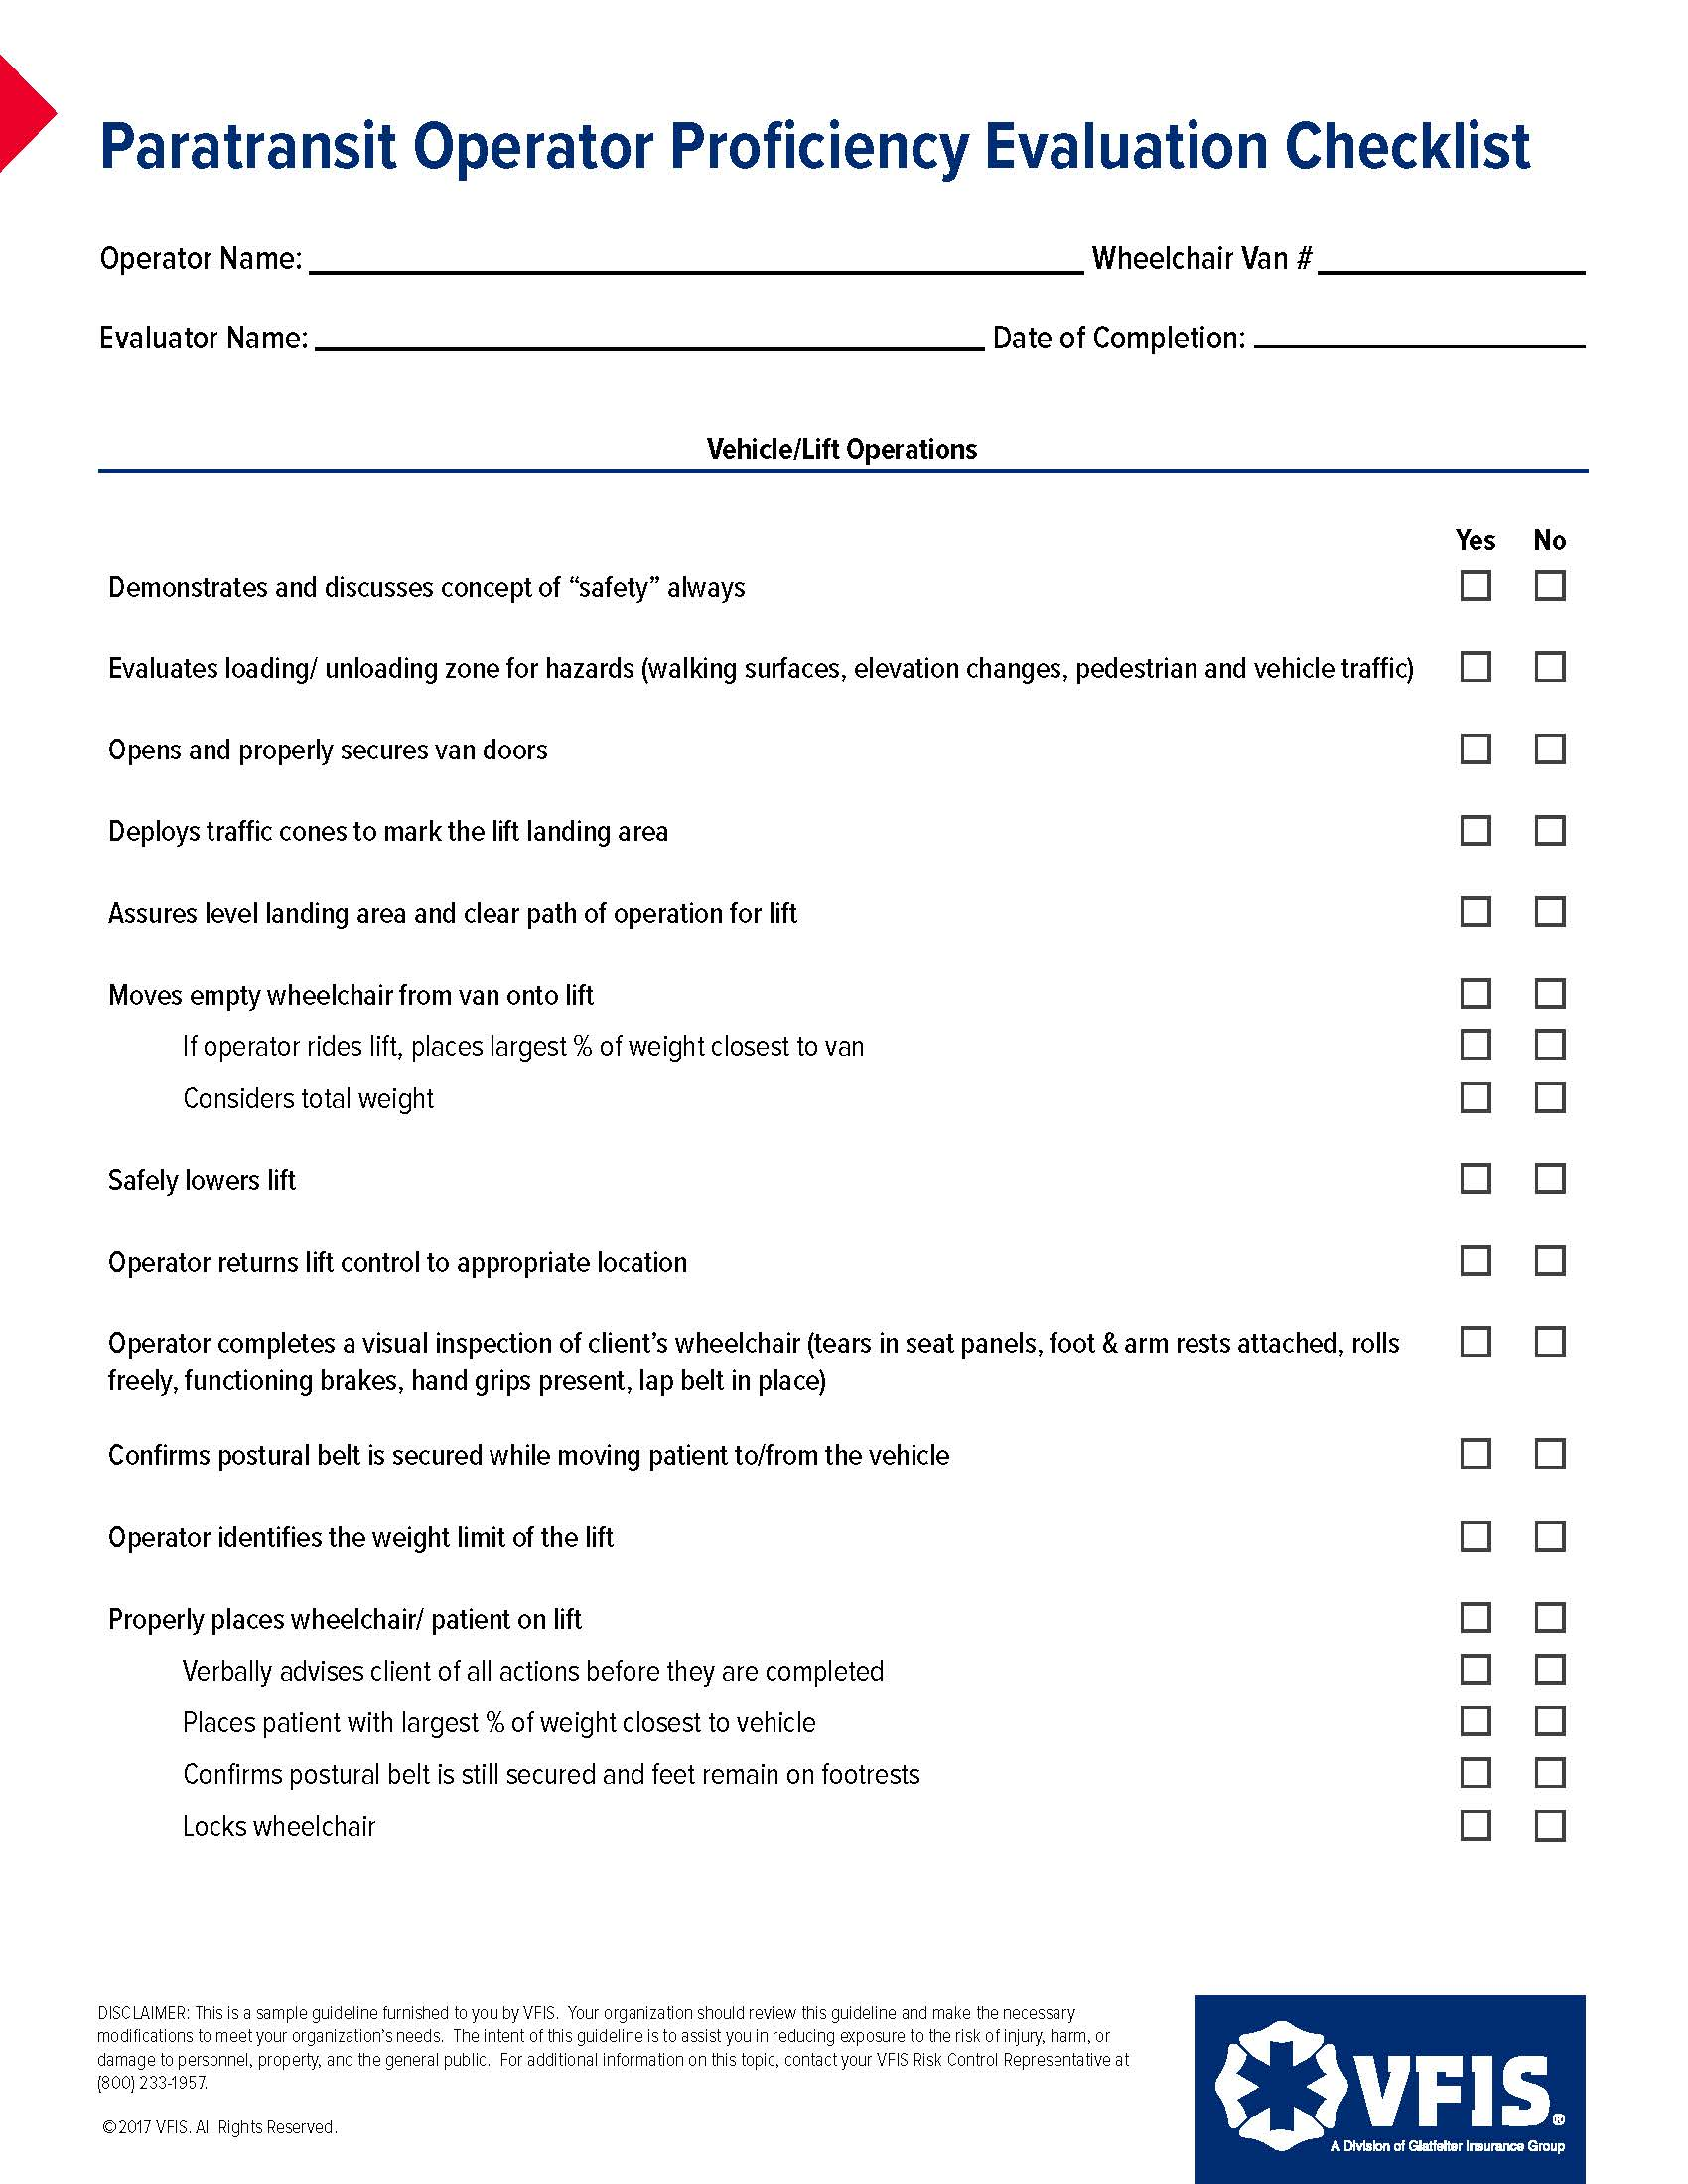 Paratransit Operator Proficiency Evaluation Checklist
Operator Name: Wheelchair Van #
Evaluator Name: Date of Completion:
Vehicle/Lift Operations
Yes No
Demonstrates and discusses concept of “safety” always
Evaluates loading/ unloading zone for hazards (walking surfaces, elevation changes, pedestrian and vehicle traffic)
Opens and properly secures van doors
Deploys traffic cones to mark the lift landing area
Assures level landing area and clear path of operation for lift
Moves empty wheelchair from van onto lift
If operator rides lift, places largest % of weight closest to van
Considers total weight
Safely lowers lift
Operator returns lift control to appropriate location
Operator completes a visual inspection of client’s wheelchair (tears in seat panels, foot & arm rests attached, rolls
freely, functioning brakes, hand grips present, lap belt in place)
Confirms postural belt is secured while moving patient to/from the vehicle
Operator identifies the weight limit of the lift
Properly places wheelchair/ patient on lift
Verbally advises client of all actions before they are completed
Places patient with largest % of weight closest to vehicle
Confirms postural belt is still secured and feet remain on footrests
Locks wheelchair
DISCLAIMER: This is a sample guideline furnished to you by VFIS. Your organization should review this guideline and make the necessary
modifications to meet your organization’s needs. The intent of this guideline is to assist you in reducing exposure to the risk of injury, harm, or
damage to personnel, property, and the general public. For additional information on this topic, contact your VFIS Risk Control Representative at
(800) 233-1957.
©2017 VFIS. All Rights Reserved.
VFIS®
A Division of Glatfelter Insurance Group